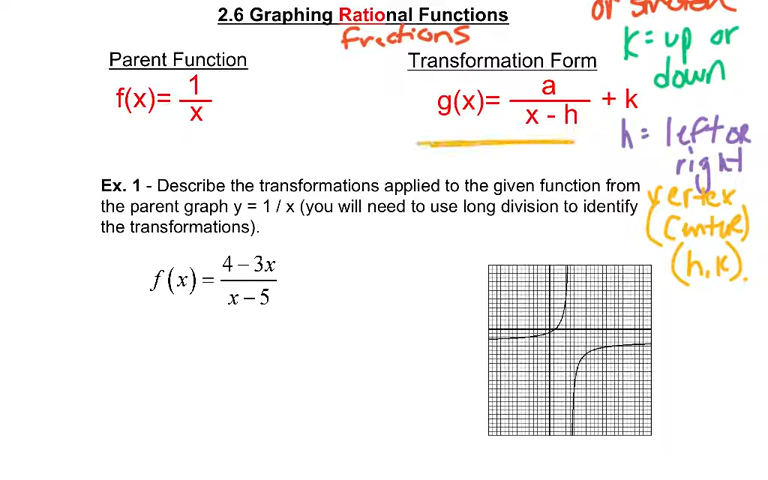 2.6 Graphing Rational Functions
or
fractions
k= up or
down
Parent Function
f(x)= 1/x
Transformation Form
g(x)= a/(x - h) + k
h= left or
right
Ex. 1 - Describe the transformations applied to the given function from
the parent graph y = 1 / x (you will need to use long division to identify
the transformations).
vertex
(center)
(h,k).
f(x) = (4 – 3x)/(x – 5)